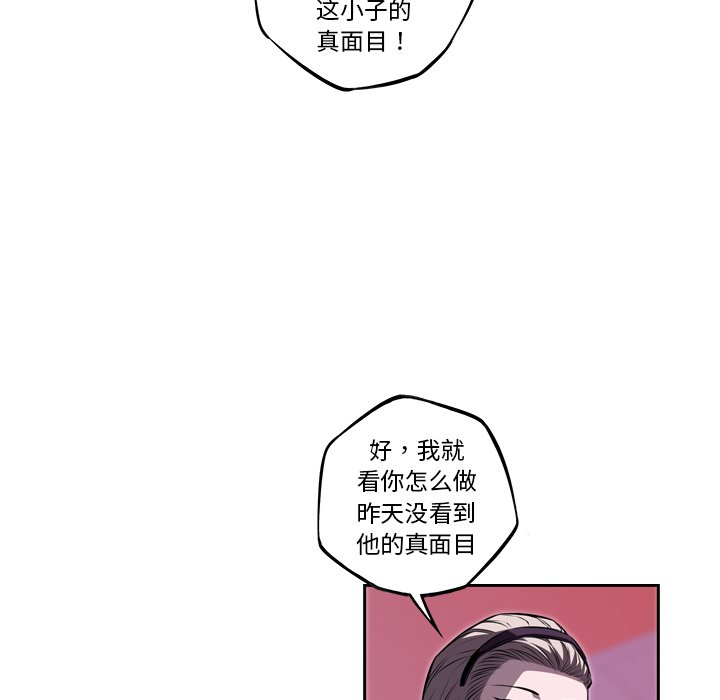 这小子的
真面目！
好，我就
看你怎么做
昨天没看到
他的真面目